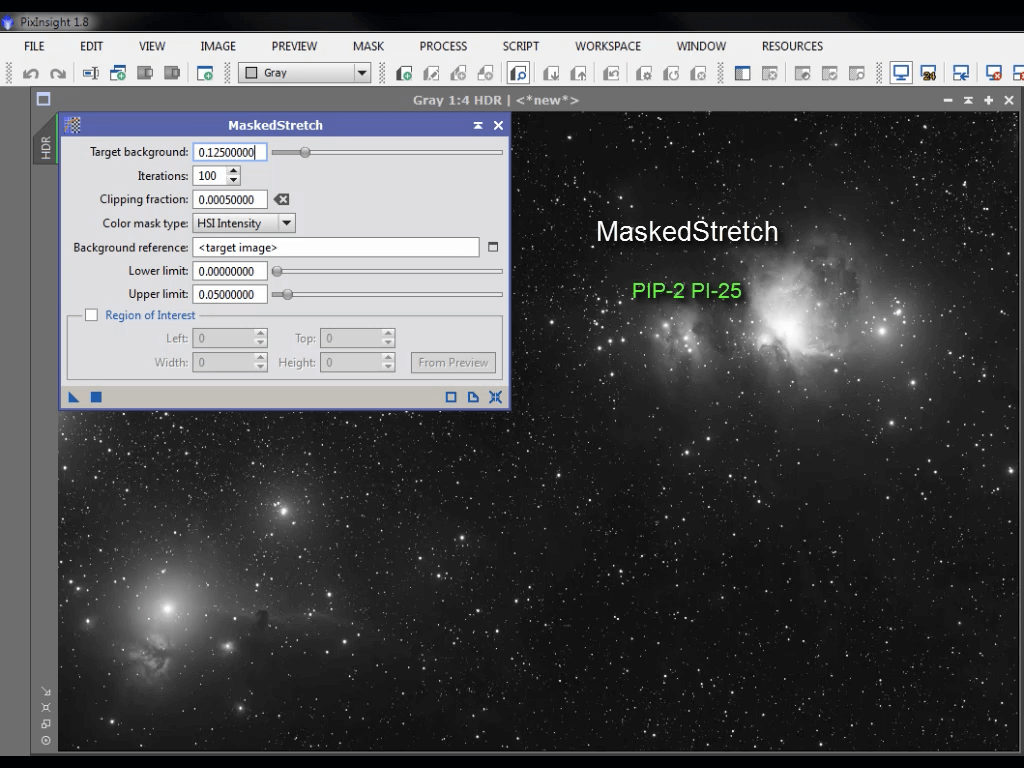 PixInsight 1.8
FILE EDIT VIEW IMAGE PREVIEW MASK PROCESS SCRIPT WORKSPACE WINDOW RESOURCES
Gray
Gray 1:4 HDR | <*new*>
HDR
MaskedStretch
Target background: 0.12500000
Iterations: 100
Clipping fraction: 0.00050000
Color mask type: HSI Intensity
Background reference: <target image>
Lower limit: 0.00000000
Upper limit: 0.05000000
Region of Interest
Left: 0 Top: 0
Width: 0 Height: 0 From Preview
MaskedStretch
PIP-2 PI-25